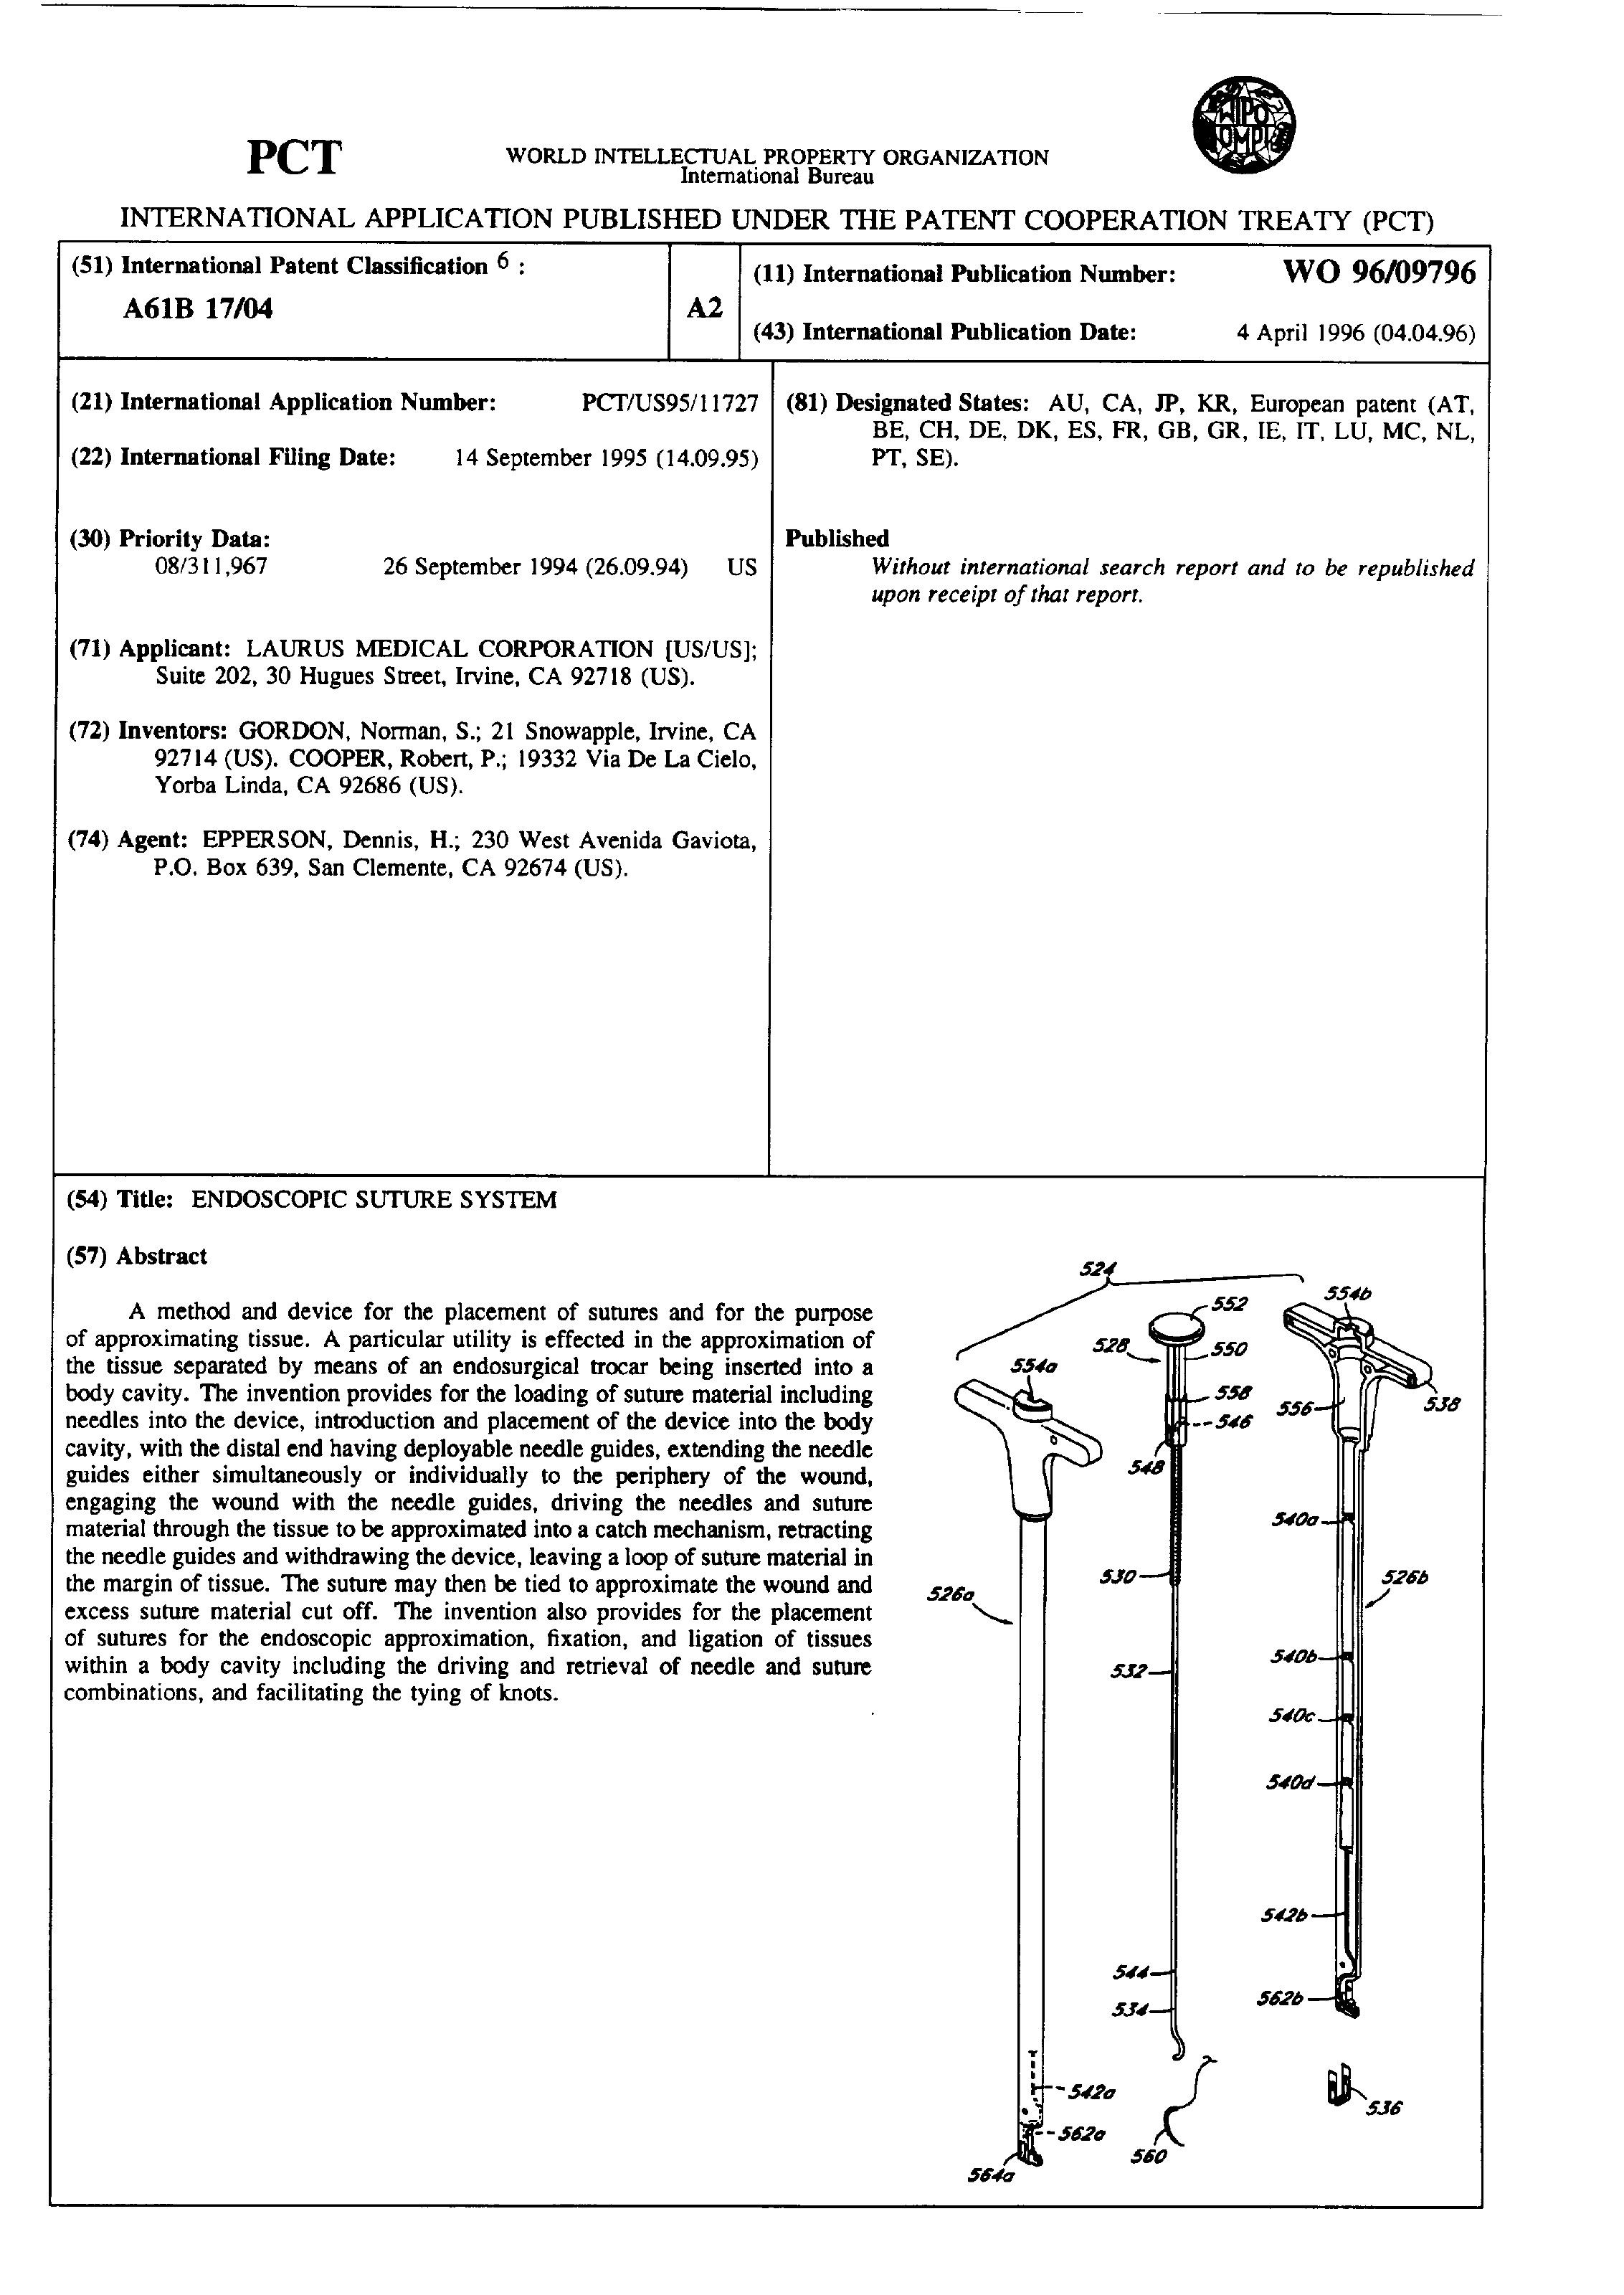 WIPO
OMPI
PCT
WORLD INTELLECTUAL PROPERTY ORGANIZATION
International Bureau
INTERNATIONAL APPLICATION PUBLISHED UNDER THE PATENT COOPERATION TREATY (PCT)
(51) International Patent Classification 6 :
A61B 17/04
A2
(11) International Publication Number: WO 96/09796
(43) International Publication Date: 4 April 1996 (04.04.96)
(21) International Application Number: PCT/US95/11727
(22) International Filing Date: 14 September 1995 (14.09.95)
(30) Priority Data:
08/311,967 26 September 1994 (26.09.94) US
(71) Applicant: LAURUS MEDICAL CORPORATION [US/US];
Suite 202, 30 Hugues Street, Irvine, CA 92718 (US).
(72) Inventors: GORDON, Norman, S.; 21 Snowapple, Irvine, CA
92714 (US). COOPER, Robert, P.; 19332 Via De La Cielo,
Yorba Linda, CA 92686 (US).
(74) Agent: EPPERSON, Dennis, H.; 230 West Avenida Gaviota,
P.O. Box 639, San Clemente, CA 92674 (US).
(81) Designated States: AU, CA, JP, KR, European patent (AT,
BE, CH, DE, DK, ES, FR, GB, GR, IE, IT, LU, MC, NL,
PT, SE).
Published
Without international search report and to be republished
upon receipt of that report.
(54) Title: ENDOSCOPIC SUTURE SYSTEM
(57) Abstract
A method and device for the placement of sutures and for the purpose
of approximating tissue. A particular utility is effected in the approximation of
the tissue separated by means of an endosurgical trocar being inserted into a
body cavity. The invention provides for the loading of suture material including
needles into the device, introduction and placement of the device into the body
cavity, with the distal end having deployable needle guides, extending the needle
guides either simultaneously or individually to the periphery of the wound,
engaging the wound with the needle guides, driving the needles and suture
material through the tissue to be approximated into a catch mechanism, retracting
the needle guides and withdrawing the device, leaving a loop of suture material in
the margin of tissue. The suture may then be tied to approximate the wound and
excess suture material cut off. The invention also provides for the placement
of sutures for the endoscopic approximation, fixation, and ligation of tissues
within a body cavity including the driving and retrieval of needle and suture
combinations, and facilitating the tying of knots.
524
554b
552
528
550
554a
558
556
538
546
548
540a
530
526b
526a
540b
532
540c
540d
542b
544
562b
534
542a
536
562a
560
564a